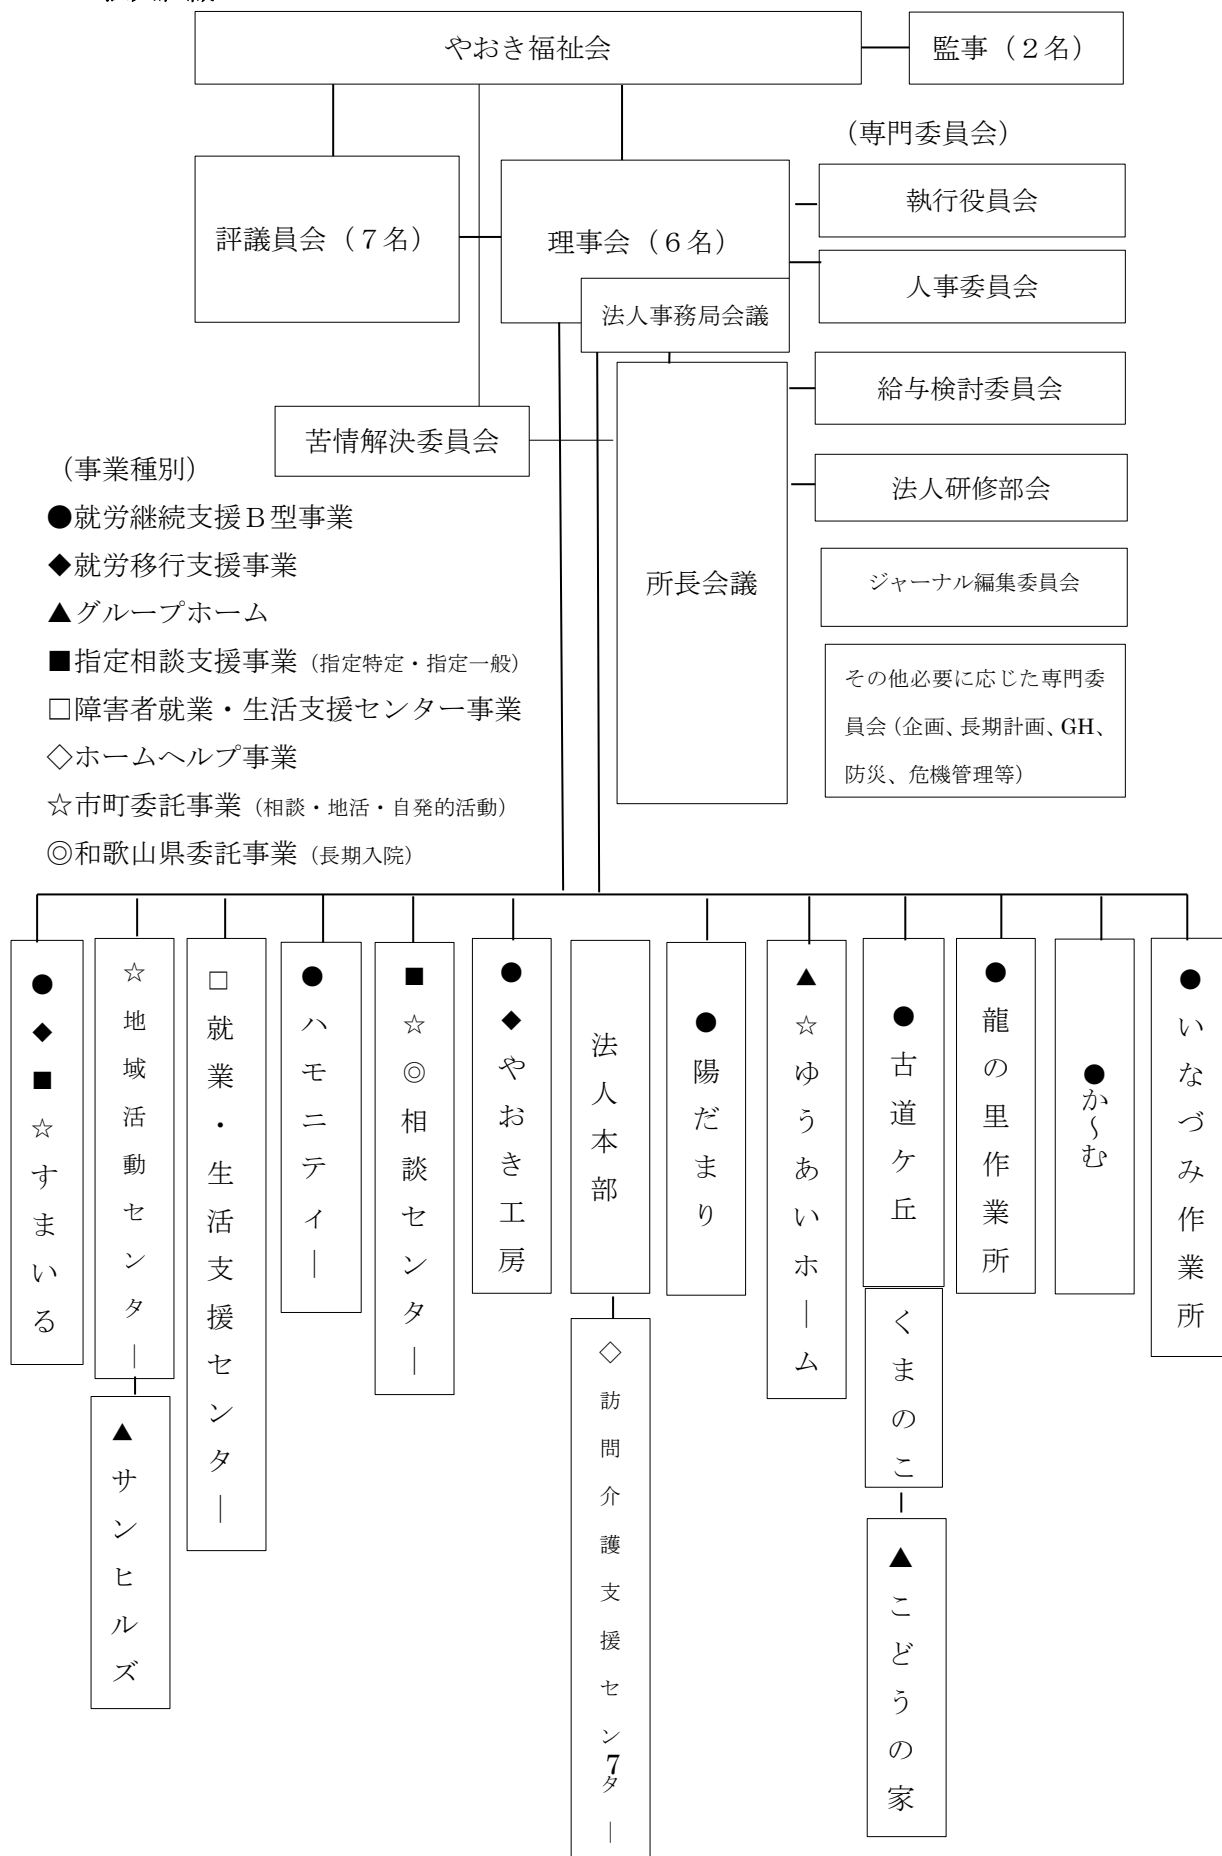 やおき福祉会
監事（２名）
（専門委員会）
評議員会（７名）
理事会（６名）
執行役員会
人事委員会
法人事務局会議
給与検討委員会
苦情解決委員会
法人研修部会
所長会議
ジャーナル編集委員会
その他必要に応じた専門委
員会（企画、長期計画、GH、
防災、危機管理等）
（事業種別）
●就労継続支援Ｂ型事業
◆就労移行支援事業
▲グループホーム
■指定相談支援事業（指定特定・指定一般）
□障害者就業・生活支援センター事業
◇ホームヘルプ事業
☆市町委託事業（相談・地活・自発的活動）
◎和歌山県委託事業（長期入院）
●◆■☆すまいる
☆地域活動センター
▲サンヒルズ
□就業・生活支援センター
●ハモニティー
■☆◎相談センター
●◆やおき工房
法人本部
◇訪問介護支援センター
●陽だまり
▲☆ゆうあいホーム
●古道ケ丘
くまのこ
▲こどうの家
●龍の里作業所
●か～む
●いなづみ作業所
7